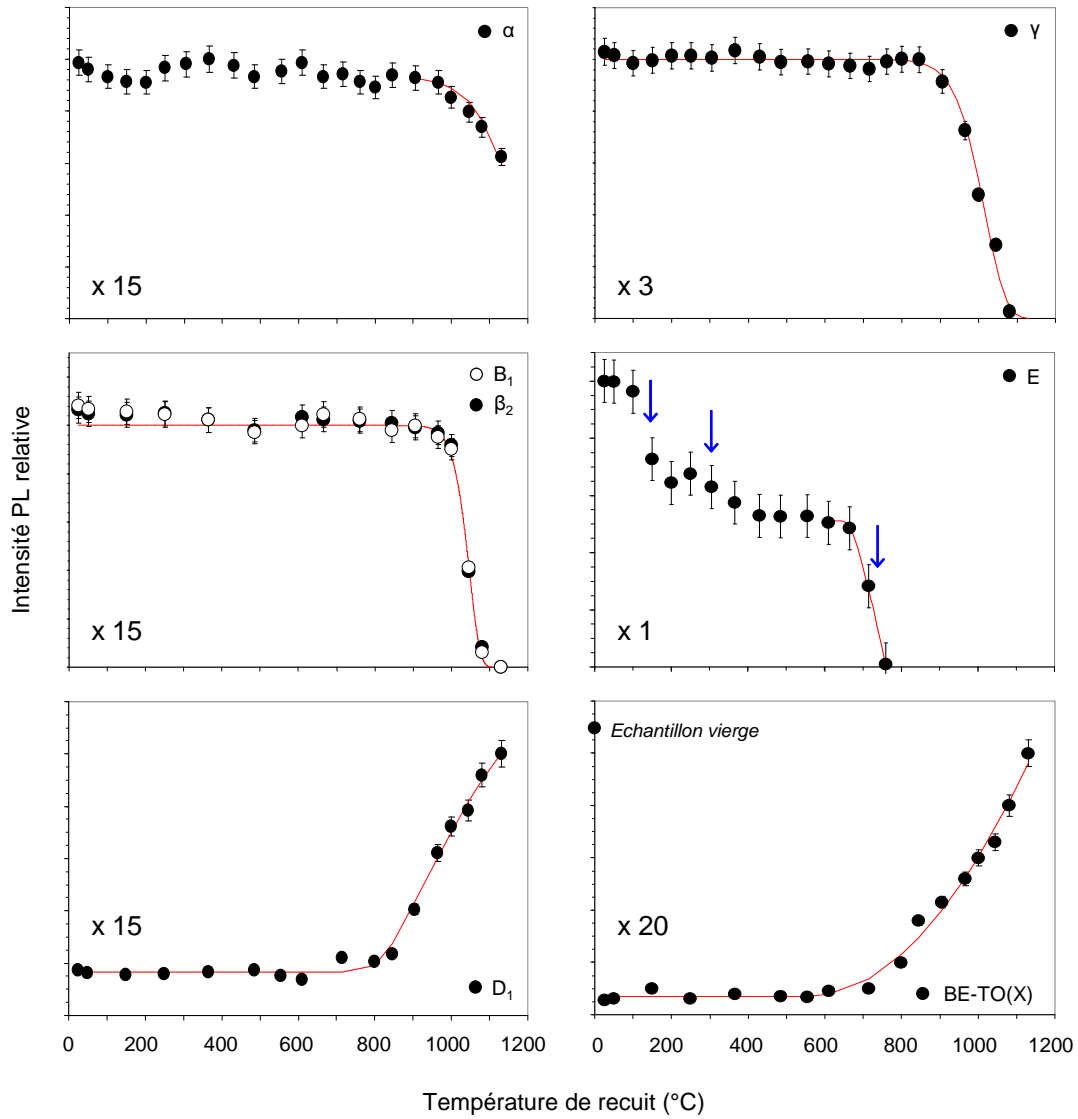 α
x 15
γ
x 3
B₁
β₂
x 15
E
x 1
Intensité PL relative
x 15
D₁
Echantillon vierge
x 20
BE-TO(X)
0 200 400 600 800 1000 1200
0 200 400 600 800 1000 1200
Température de recuit (°C)